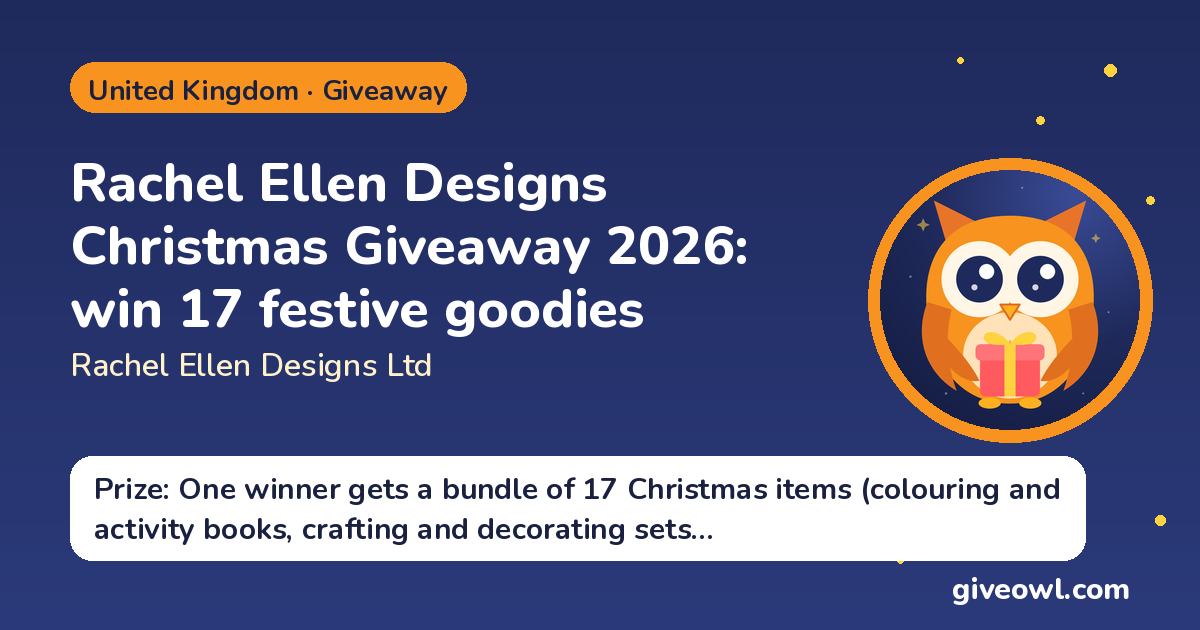 United Kingdom · Giveaway
Rachel Ellen Designs
Christmas Giveaway 2026:
win 17 festive goodies
Rachel Ellen Designs Ltd
Prize: One winner gets a bundle of 17 Christmas items (colouring and
activity books, crafting and decorating sets...
giveowl.com